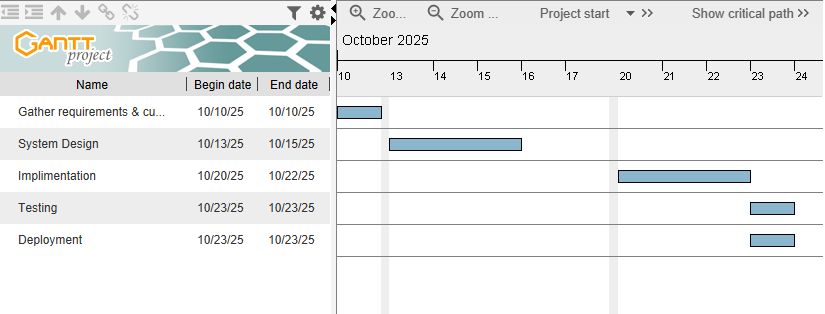 Zoo...
Zoom ...
Project start
>>
Show critical path >>
GANTT
project
October 2025
Name
Begin date
End date
10
13
14
15
16
17
20
21
22
23
24
Gather requirements & cu... 10/10/25 10/10/25
System Design 10/13/25 10/15/25
Implimentation 10/20/25 10/22/25
Testing 10/23/25 10/23/25
Deployment 10/23/25 10/23/25